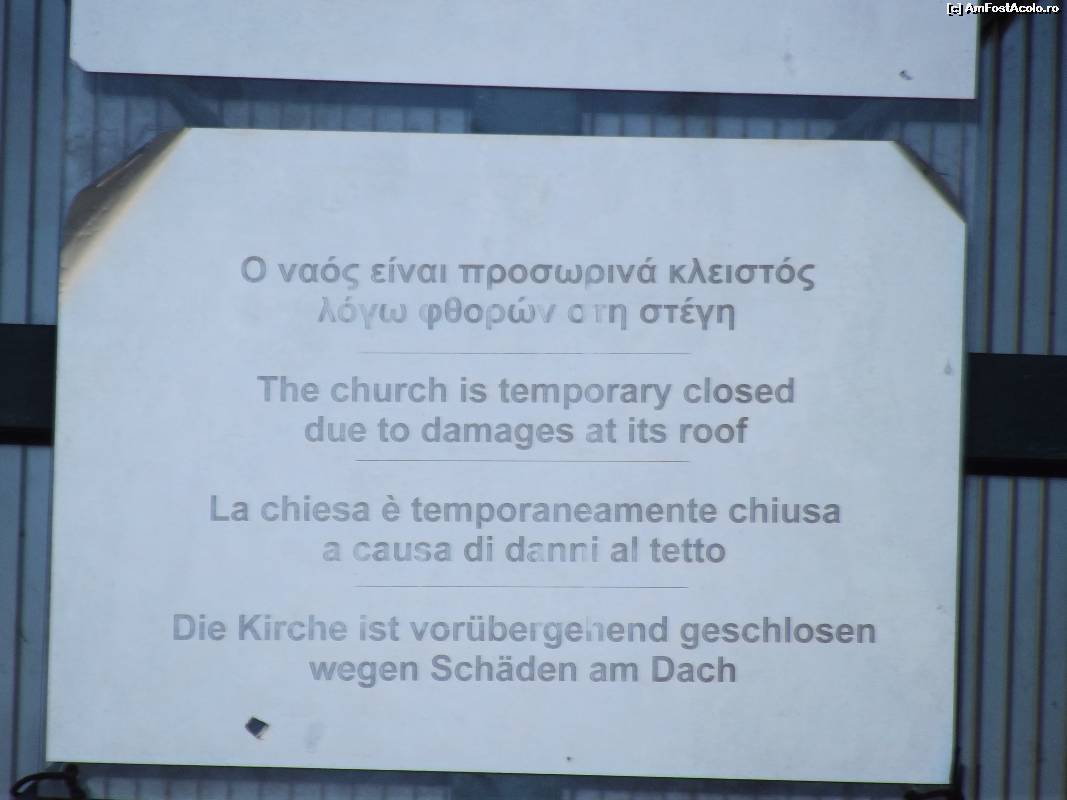 [c] AmFostAcolo.ro
Ο ναός είναι προσωρινά κλειστός
λόγω φθορών στη στέγη
The church is temporary closed
due to damages at its roof
La chiesa è temporaneamente chiusa
a causa di danni al tetto
Die Kirche ist vorübergehend geschlosen
wegen Schäden am Dach